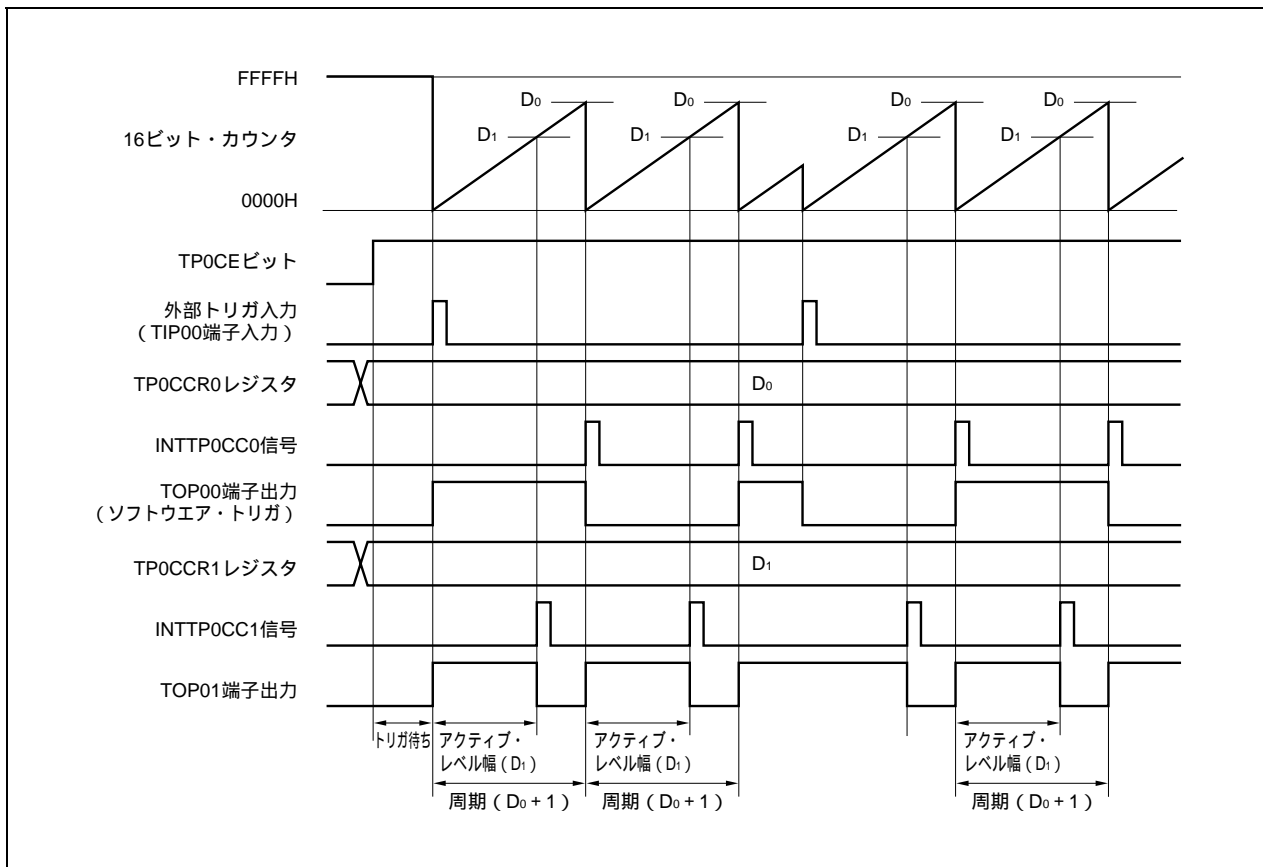 FFFFH
D0
D0
D0
D0
16ビット・カウンタ
D1
D1
D1
D1
0000H
TP0CEビット
外部トリガ入力
(TIP00端子入力)
TP0CCR0レジスタ
D0
INTTP0CC0信号
TOP00端子出力
(ソフトウエア・トリガ)
TP0CCR1レジスタ
D1
INTTP0CC1信号
TOP01端子出力
トリガ待ち
アクティブ・
レベル幅(D1)
アクティブ・
レベル幅(D1)
アクティブ・
レベル幅(D1)
周期(D0+1)
周期(D0+1)
周期(D0+1)